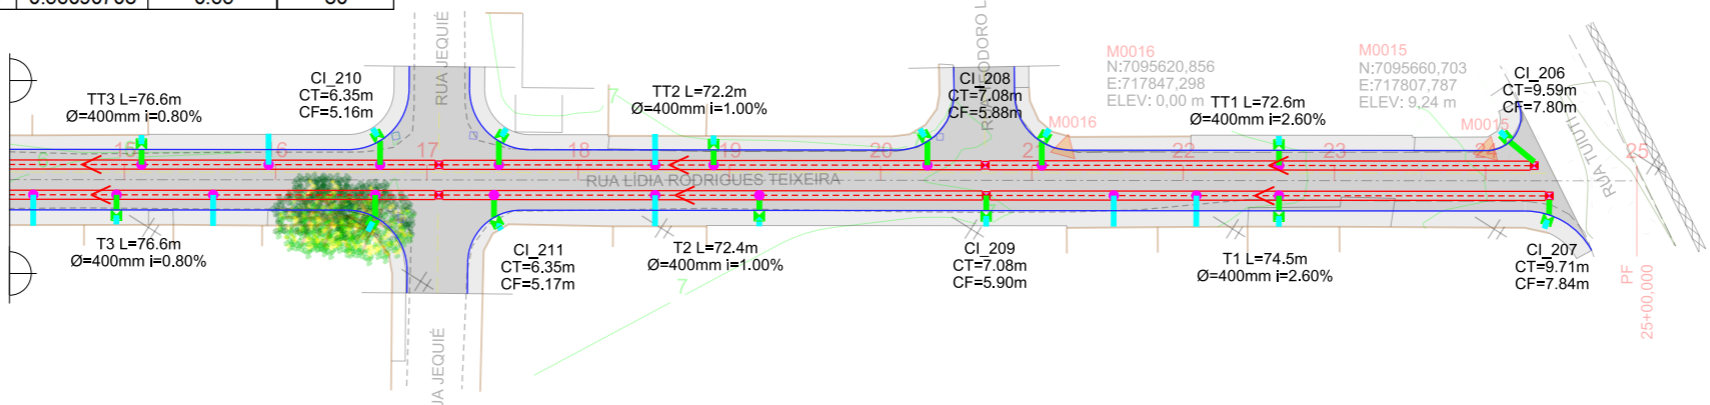 RUA JEQUIÉ
TT3 L=76.6m
Ø=400mm i=0.80%
CI_210
CT=6.35m
CF=5.16m
TT2 L=72.2m
Ø=400mm i=1.00%
CI_208
CT=7.08m
CF=5.88m
M0016
N:7095620,856
E:717847,298
ELEV: 0,00 m
TT1 L=72.6m
Ø=400mm i=2.60%
M0015
N:7095660,703
E:717807,787
ELEV: 9,24 m
CI_206
CT=9.59m
CF=7.80m
M0016
M0015
7
15
17
18
19
20
22
23
24
25
RUA LÍDIA RODRIGUES TEIXEIRA
RUA TUIUTI
T3 L=76.6m
Ø=400mm i=0.80%
CI_211
CT=6.35m
CF=5.17m
T2 L=72.4m
Ø=400mm i=1.00%
7
CI_209
CT=7.08m
CF=5.90m
T1 L=74.5m
Ø=400mm i=2.60%
CI_207
CT=9.71m
CF=7.84m
PF
25+00,000
JEQUIÉ